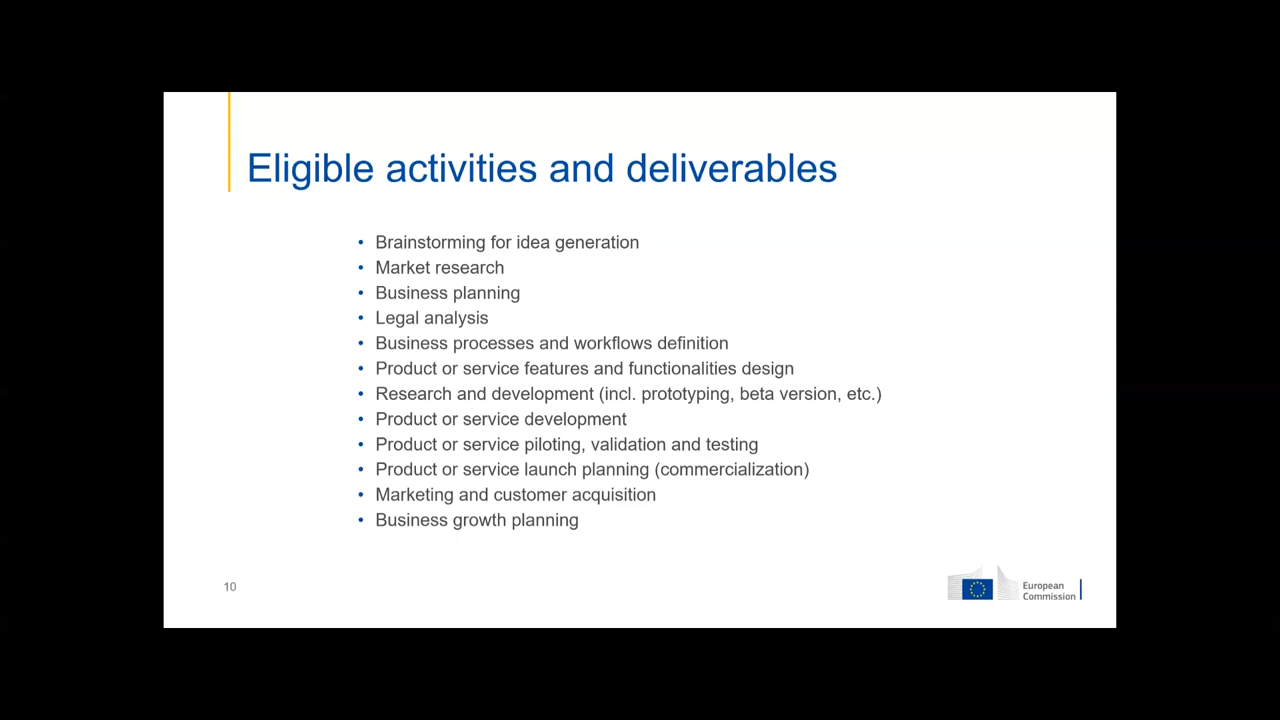 Eligible activities and deliverables
• Brainstorming for idea generation
• Market research
• Business planning
• Legal analysis
• Business processes and workflows definition
• Product or service features and functionalities design
• Research and development (incl. prototyping, beta version, etc.)
• Product or service development
• Product or service piloting, validation and testing
• Product or service launch planning (commercialization)
• Marketing and customer acquisition
• Business growth planning
10
European
Commission